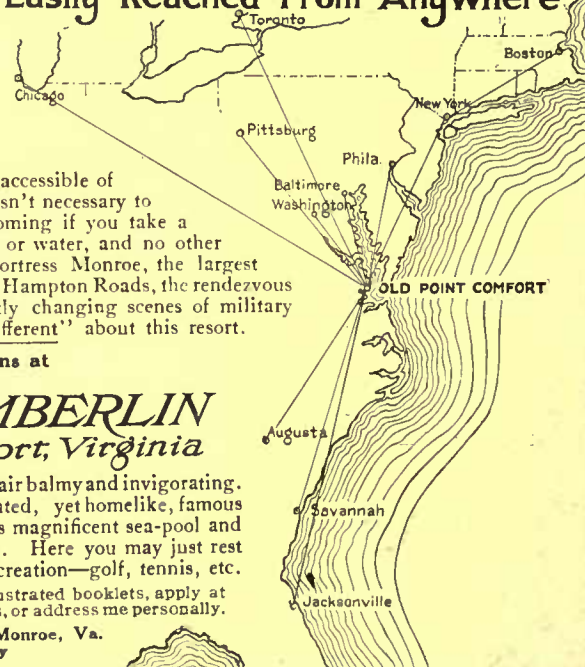 Easily Reached From Anywhere
Toronto
Boston
Chicago
New York
Pittsburg
Phila.
Baltimore
Washington
OLD POINT COMFORT
Augusta
Savannah
Jacksonville
accessible of
sn't necessary to
oming if you take a
or water, and no other
ortress Monroe, the largest
Hampton Roads, the rendezvous
tly changing scenes of military
fferent" about this resort.
ns at
MBERLIN
ort, Virginia
air balmy and invigorating.
ted, yet homelike, famous
s magnificent sea-pool and
. Here you may just rest
creation—golf, tennis, etc.
ustrated booklets, apply at
s, or address me personally.
Monroe, Va.
y